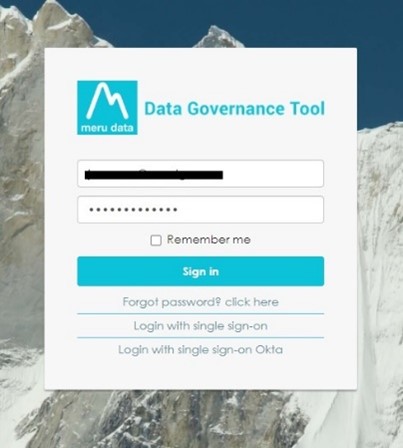 meru data
Data Governance Tool
Remember me
Sign in
Forgot password? click here
Login with single sign-on
Login with single sign-on Okta